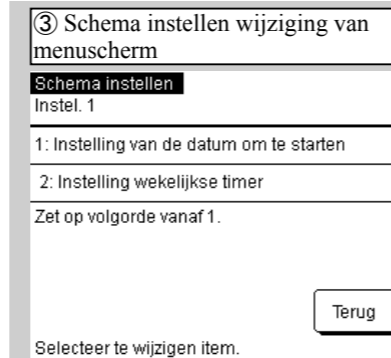 ③ Schema instellen wijziging van
menuscherm
Schema instellen
Instel. 1
1: Instelling van de datum om te starten
2: Instelling wekelijkse timer
Zet op volgorde vanaf 1.
Terug
Selecteer te wijzigen item.